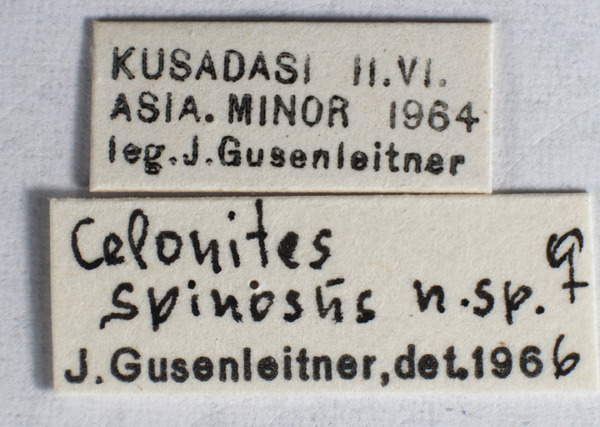 KUSADASI 11.VI.
ASIA. MINOR 1964
leg. J. Gusenleitner
Celonites ♀
spinosus n.sp.
J. Gusenleitner, det. 1966